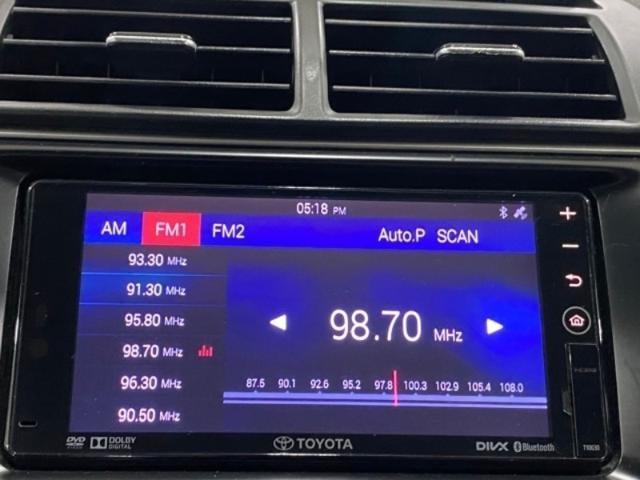 05:18 PM
AM FM1 FM2 Auto.P SCAN
93.30 MHz
91.30 MHz
95.80 MHz
98.70 MHz
96.30 MHz
90.50 MHz
98.70 MHz
87.5 90.1 92.6 95.2 97.8 100.3 102.9 105.4 108.0
DVD DOLBY DIGITAL TOYOTA DIVX Bluetooth
HDMI